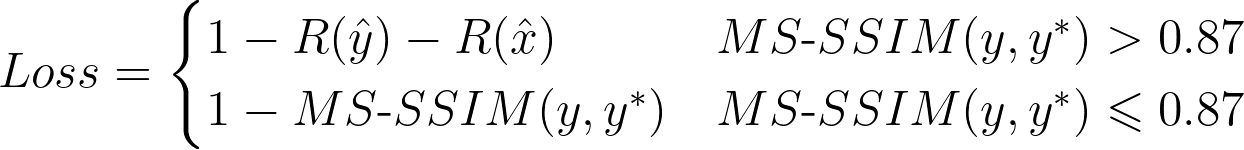 Loss = { 1 − R(ŷ) − R(x̂)  MS-SSIM(y, y*) > 0.87
1 − MS-SSIM(y, y*)  MS-SSIM(y, y*) ⩽ 0.87